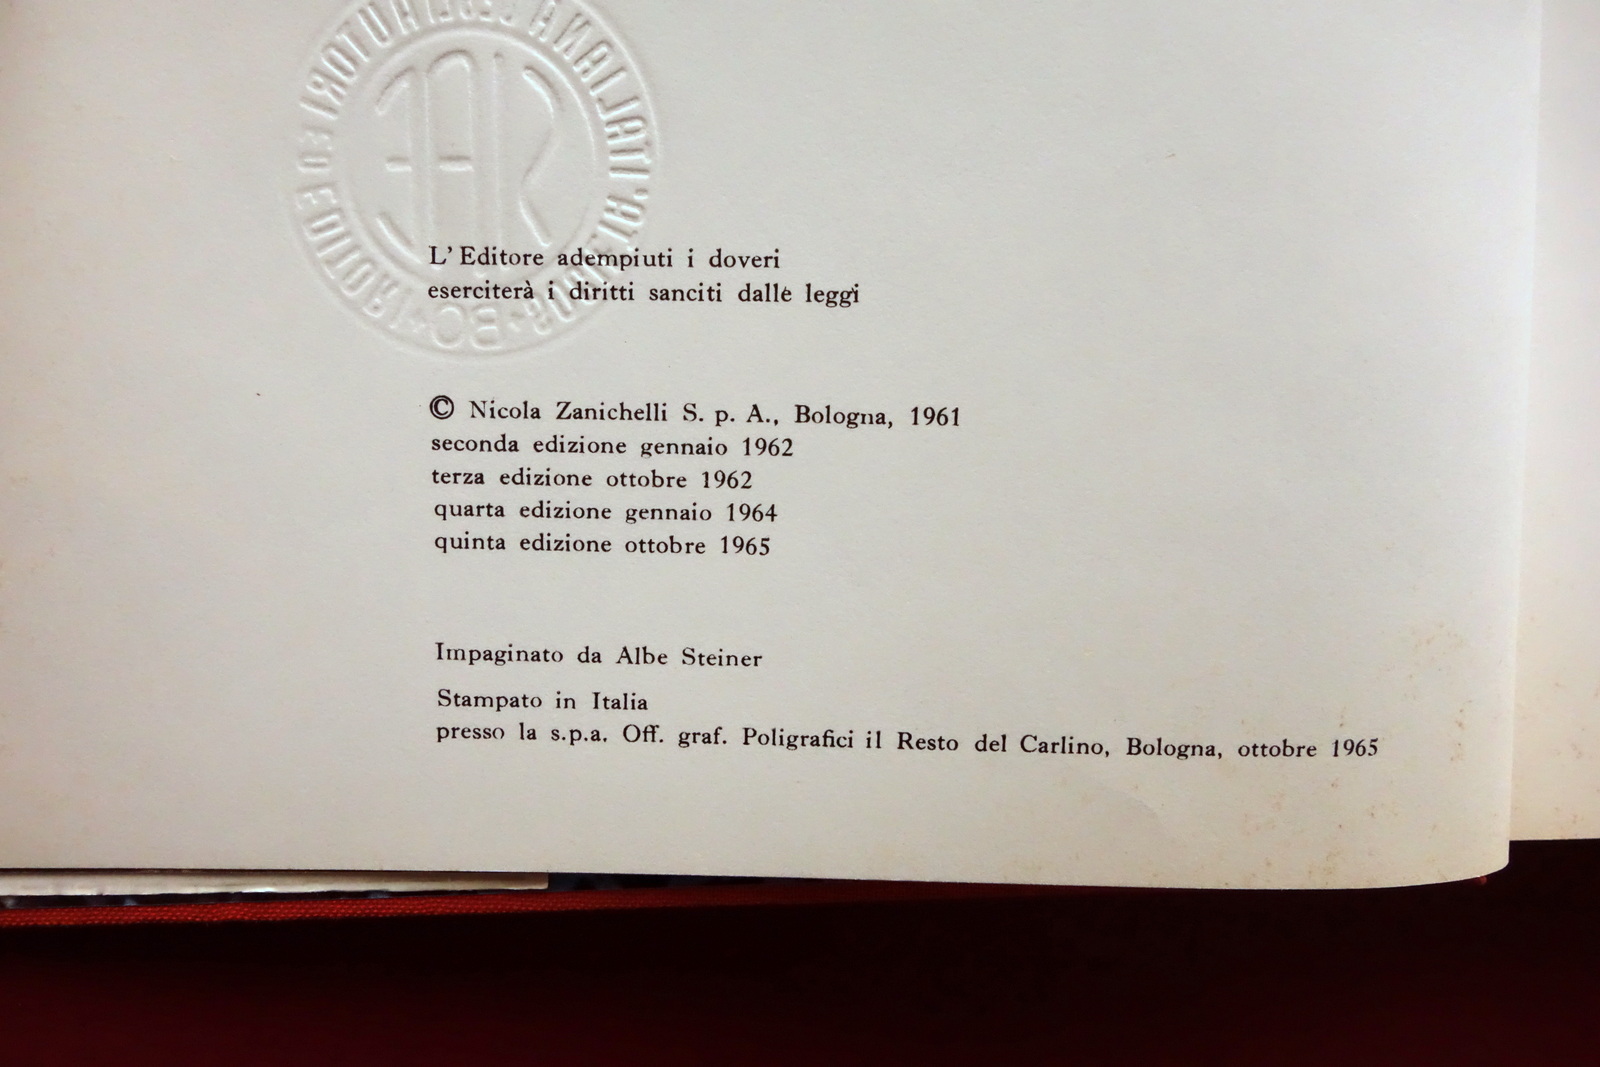 L' Editore adempiuti i doveri
eserciterà i diritti sanciti dalle leggi
© Nicola Zanichelli S. p. A., Bologna, 1961
seconda edizione gennaio 1962
terza edizione ottobre 1962
quarta edizione gennaio 1964
quinta edizione ottobre 1965
Impaginato da Albe Steiner
Stampato in Italia
presso la s.p.a. Off. graf. Poligrafici il Resto del Carlino, Bologna, ottobre 1965